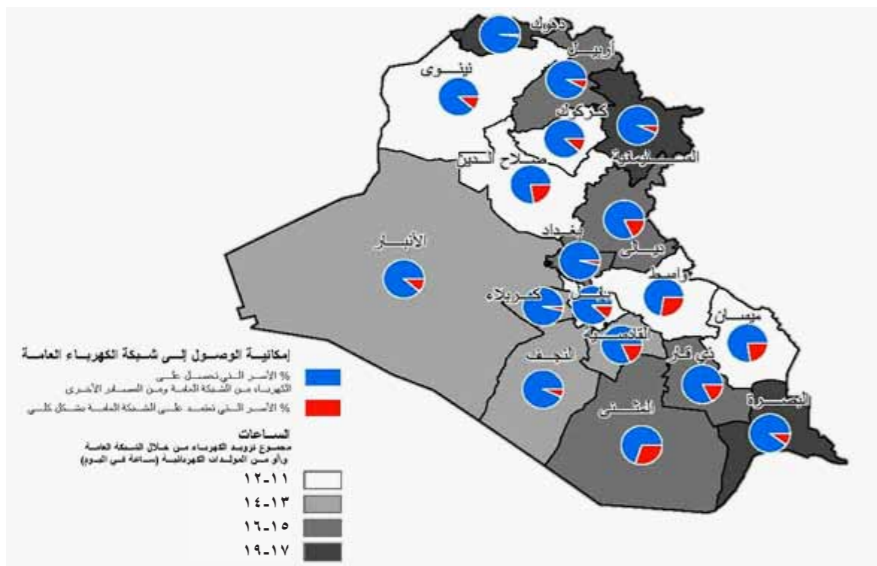 دهوك
أربيل
نينوى
كركوك
السليمانية
صلاح الدين
بغداد
ديالى
الأنبار
واسط
كربلاء
بابل
ميسان
القادسية
ذي قار
النجف
المثنى
البصرة
إمكانية الوصول إلى شبكة الكهرباء العامة
% الأسر التي تحصل على
الكهرباء من الشبكة العامة ومن المصادر الأخرى
% الأسر التي تعتمد على الشبكة العامة بشكل كلي
الساعات
مجموع تزويد الكهرباء من خلال الشبكة العامة
و/أو من المولدات الكهربائية (ساعة في اليوم)
١١-١٢
١٣-١٤
١٥-١٦
١٧-١٩